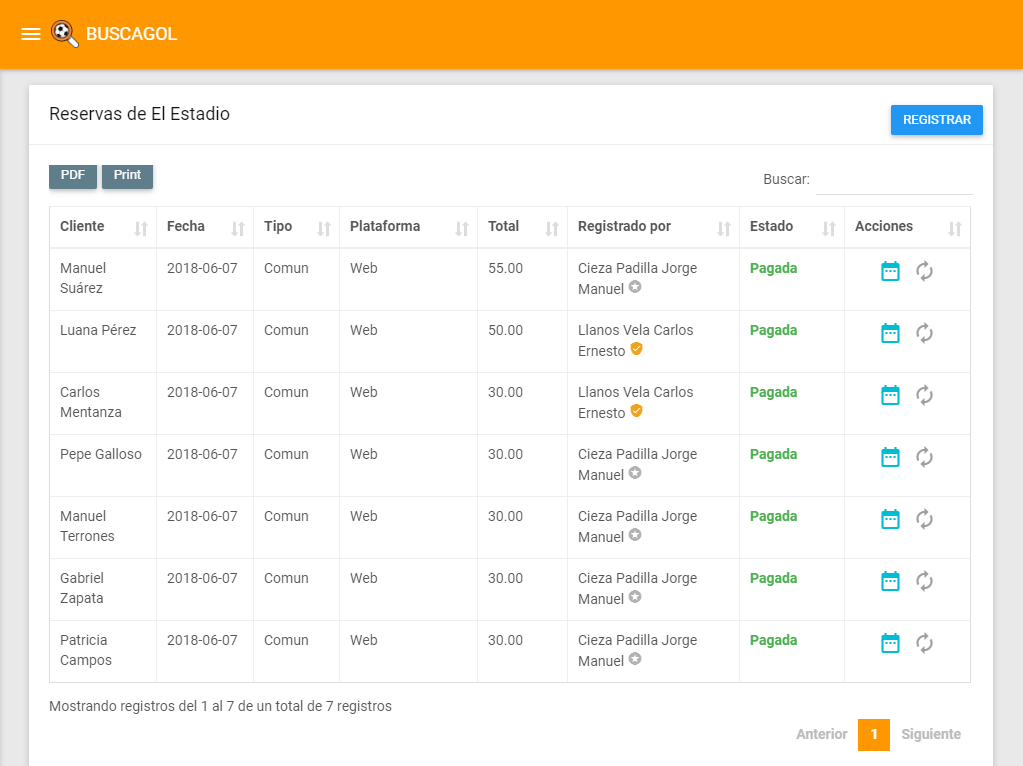 BUSCAGOL
Reservas de El Estadio
REGISTRAR
PDF Print
Buscar:
Cliente Fecha Tipo Plataforma Total Registrado por Estado Acciones
Manuel 2018-06-07 Comun Web 55.00 Cieza Padilla Jorge Pagada
Suárez Manuel
Luana Pérez 2018-06-07 Comun Web 50.00 Llanos Vela Carlos Pagada
Ernesto
Carlos 2018-06-07 Comun Web 30.00 Llanos Vela Carlos Pagada
Mentanza Ernesto
Pepe Galloso 2018-06-07 Comun Web 30.00 Cieza Padilla Jorge Pagada
Manuel
Manuel 2018-06-07 Comun Web 30.00 Cieza Padilla Jorge Pagada
Terrones Manuel
Gabriel 2018-06-07 Comun Web 30.00 Cieza Padilla Jorge Pagada
Zapata Manuel
Patricia 2018-06-07 Comun Web 30.00 Cieza Padilla Jorge Pagada
Campos Manuel
Mostrando registros del 1 al 7 de un total de 7 registros
Anterior 1 Siguiente